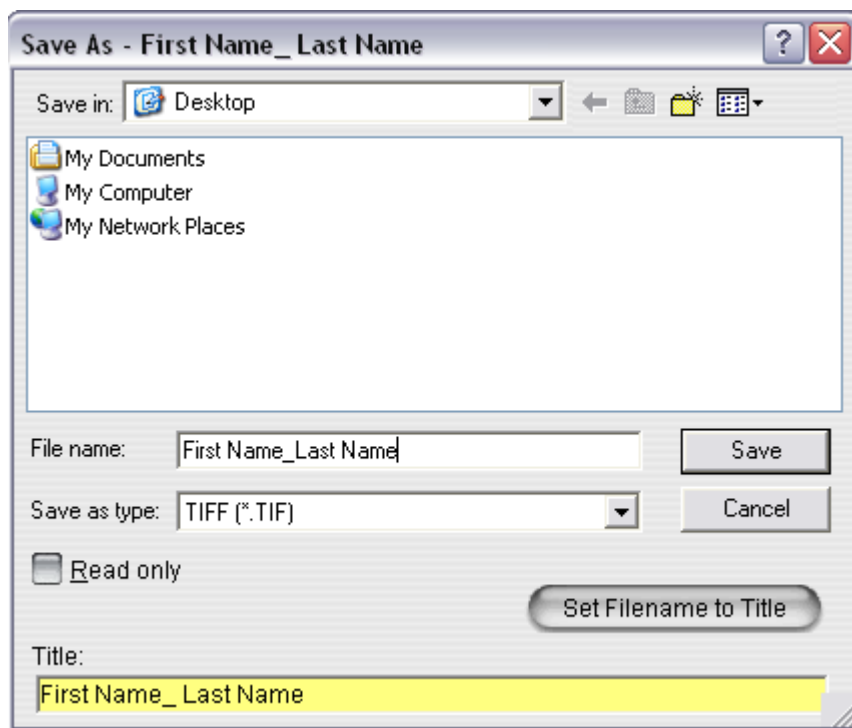 Save As - First Name_ Last Name
?
Save in: Desktop
My Documents
My Computer
My Network Places
File name: First Name_Last Name Save
Save as type: TIFF (*.TIF) Cancel
Read only
Set Filename to Title
Title:
First Name_ Last Name